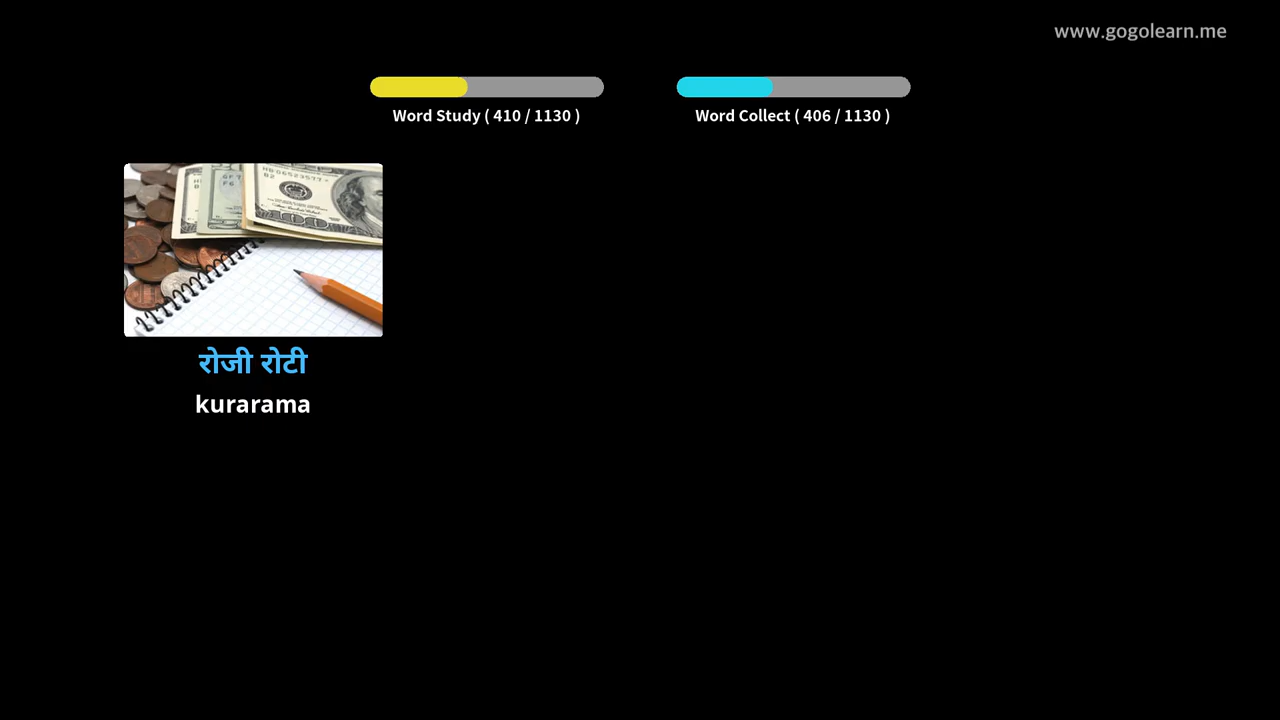 www.gogolearn.me
Word Study ( 410 / 1130 )
Word Collect ( 406 / 1130 )
रोजी रोटी
kurarama